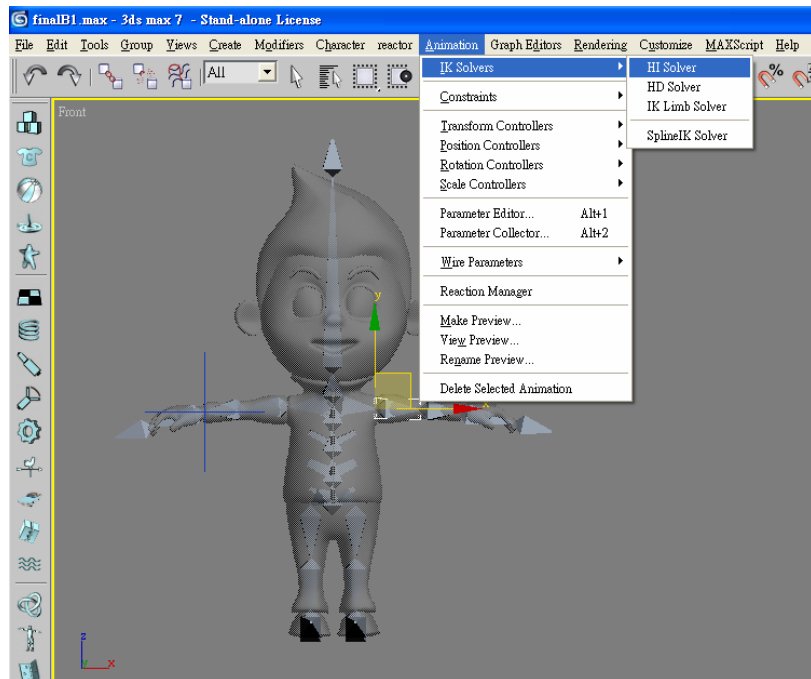 finalB1.max - 3ds max 7 - Stand-alone License
File Edit Tools Group Views Create Modifiers Character reactor Animation Graph Editors Rendering Customize MAXScript Help
All
%
Front
IK Solvers
Constraints
Transform Controllers
Position Controllers
Rotation Controllers
Scale Controllers
Parameter Editor... Alt+1
Parameter Collector... Alt+2
Wire Parameters
Reaction Manager
Make Preview...
View Preview...
Rename Preview...
Delete Selected Animation
HI Solver
HD Solver
IK Limb Solver
SplineIK Solver
y
x
z
y x